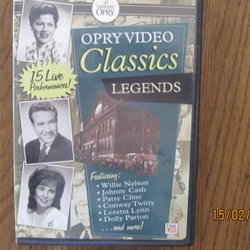 OPRY
OPRY VIDEO
Classics
LEGENDS
15 Live
Performances!
Featuring:
• Willie Nelson
• Johnny Cash
• Patsy Cline
• Conway Twitty
• Loretta Lynn
• Dolly Parton
...and more!
15/02/